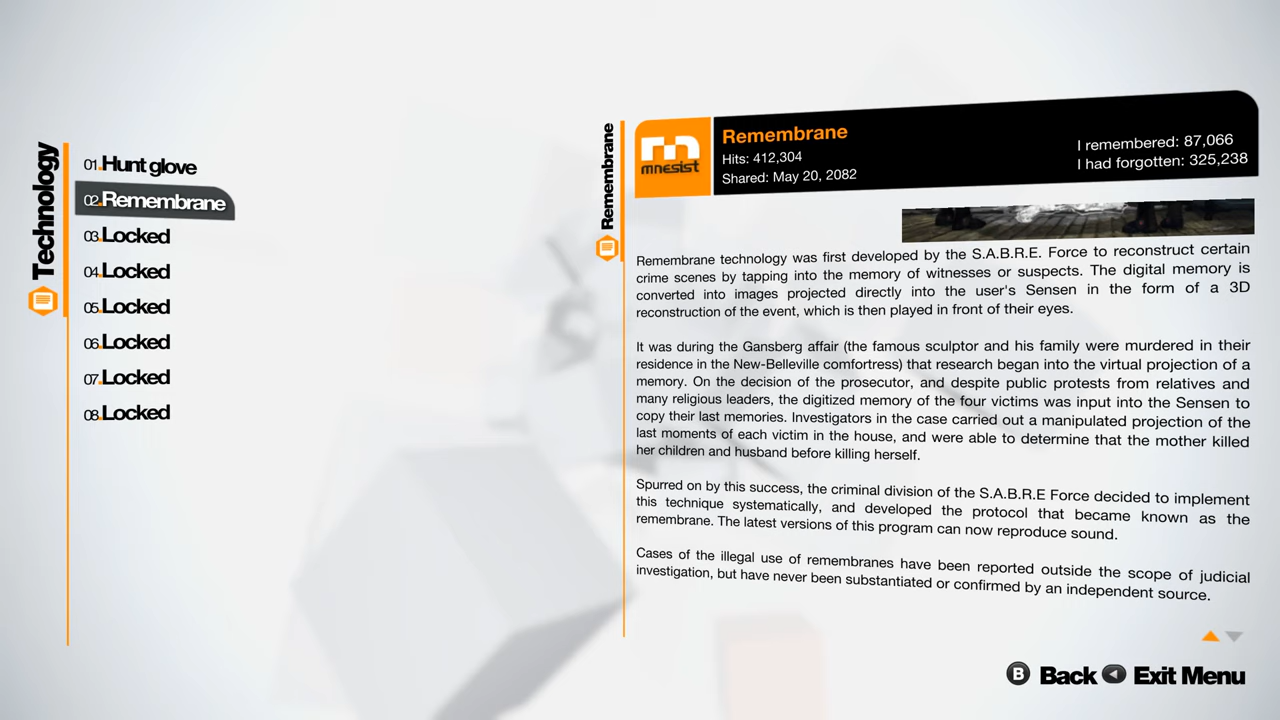 Technology
01.Hunt glove
02.Remembrane
03.Locked
04.Locked
05.Locked
06.Locked
07.Locked
08.Locked
Remembrane
mnesist
Remembrane
Hits: 412,304
Shared: May 20, 2082
I remembered: 87,066
I had forgotten: 325,238
Remembrane technology was first developed by the S.A.B.R.E. Force to reconstruct certain
crime scenes by tapping into the memory of witnesses or suspects. The digital memory is
converted into images projected directly into the user's Sensen in the form of a 3D
reconstruction of the event, which is then played in front of their eyes.
It was during the Gansberg affair (the famous sculptor and his family were murdered in their
residence in the New-Belleville comfortress) that research began into the virtual projection of a
memory. On the decision of the prosecutor, and despite public protests from relatives and
many religious leaders, the digitized memory of the four victims was input into the Sensen to
copy their last memories. Investigators in the case carried out a manipulated projection of the
last moments of each victim in the house, and were able to determine that the mother killed
her children and husband before killing herself.
Spurred on by this success, the criminal division of the S.A.B.R.E Force decided to implement
this technique systematically, and developed the protocol that became known as the
remembrane. The latest versions of this program can now reproduce sound.
Cases of the illegal use of remembranes have been reported outside the scope of judicial
investigation, but have never been substantiated or confirmed by an independent source.
B Back Exit Menu